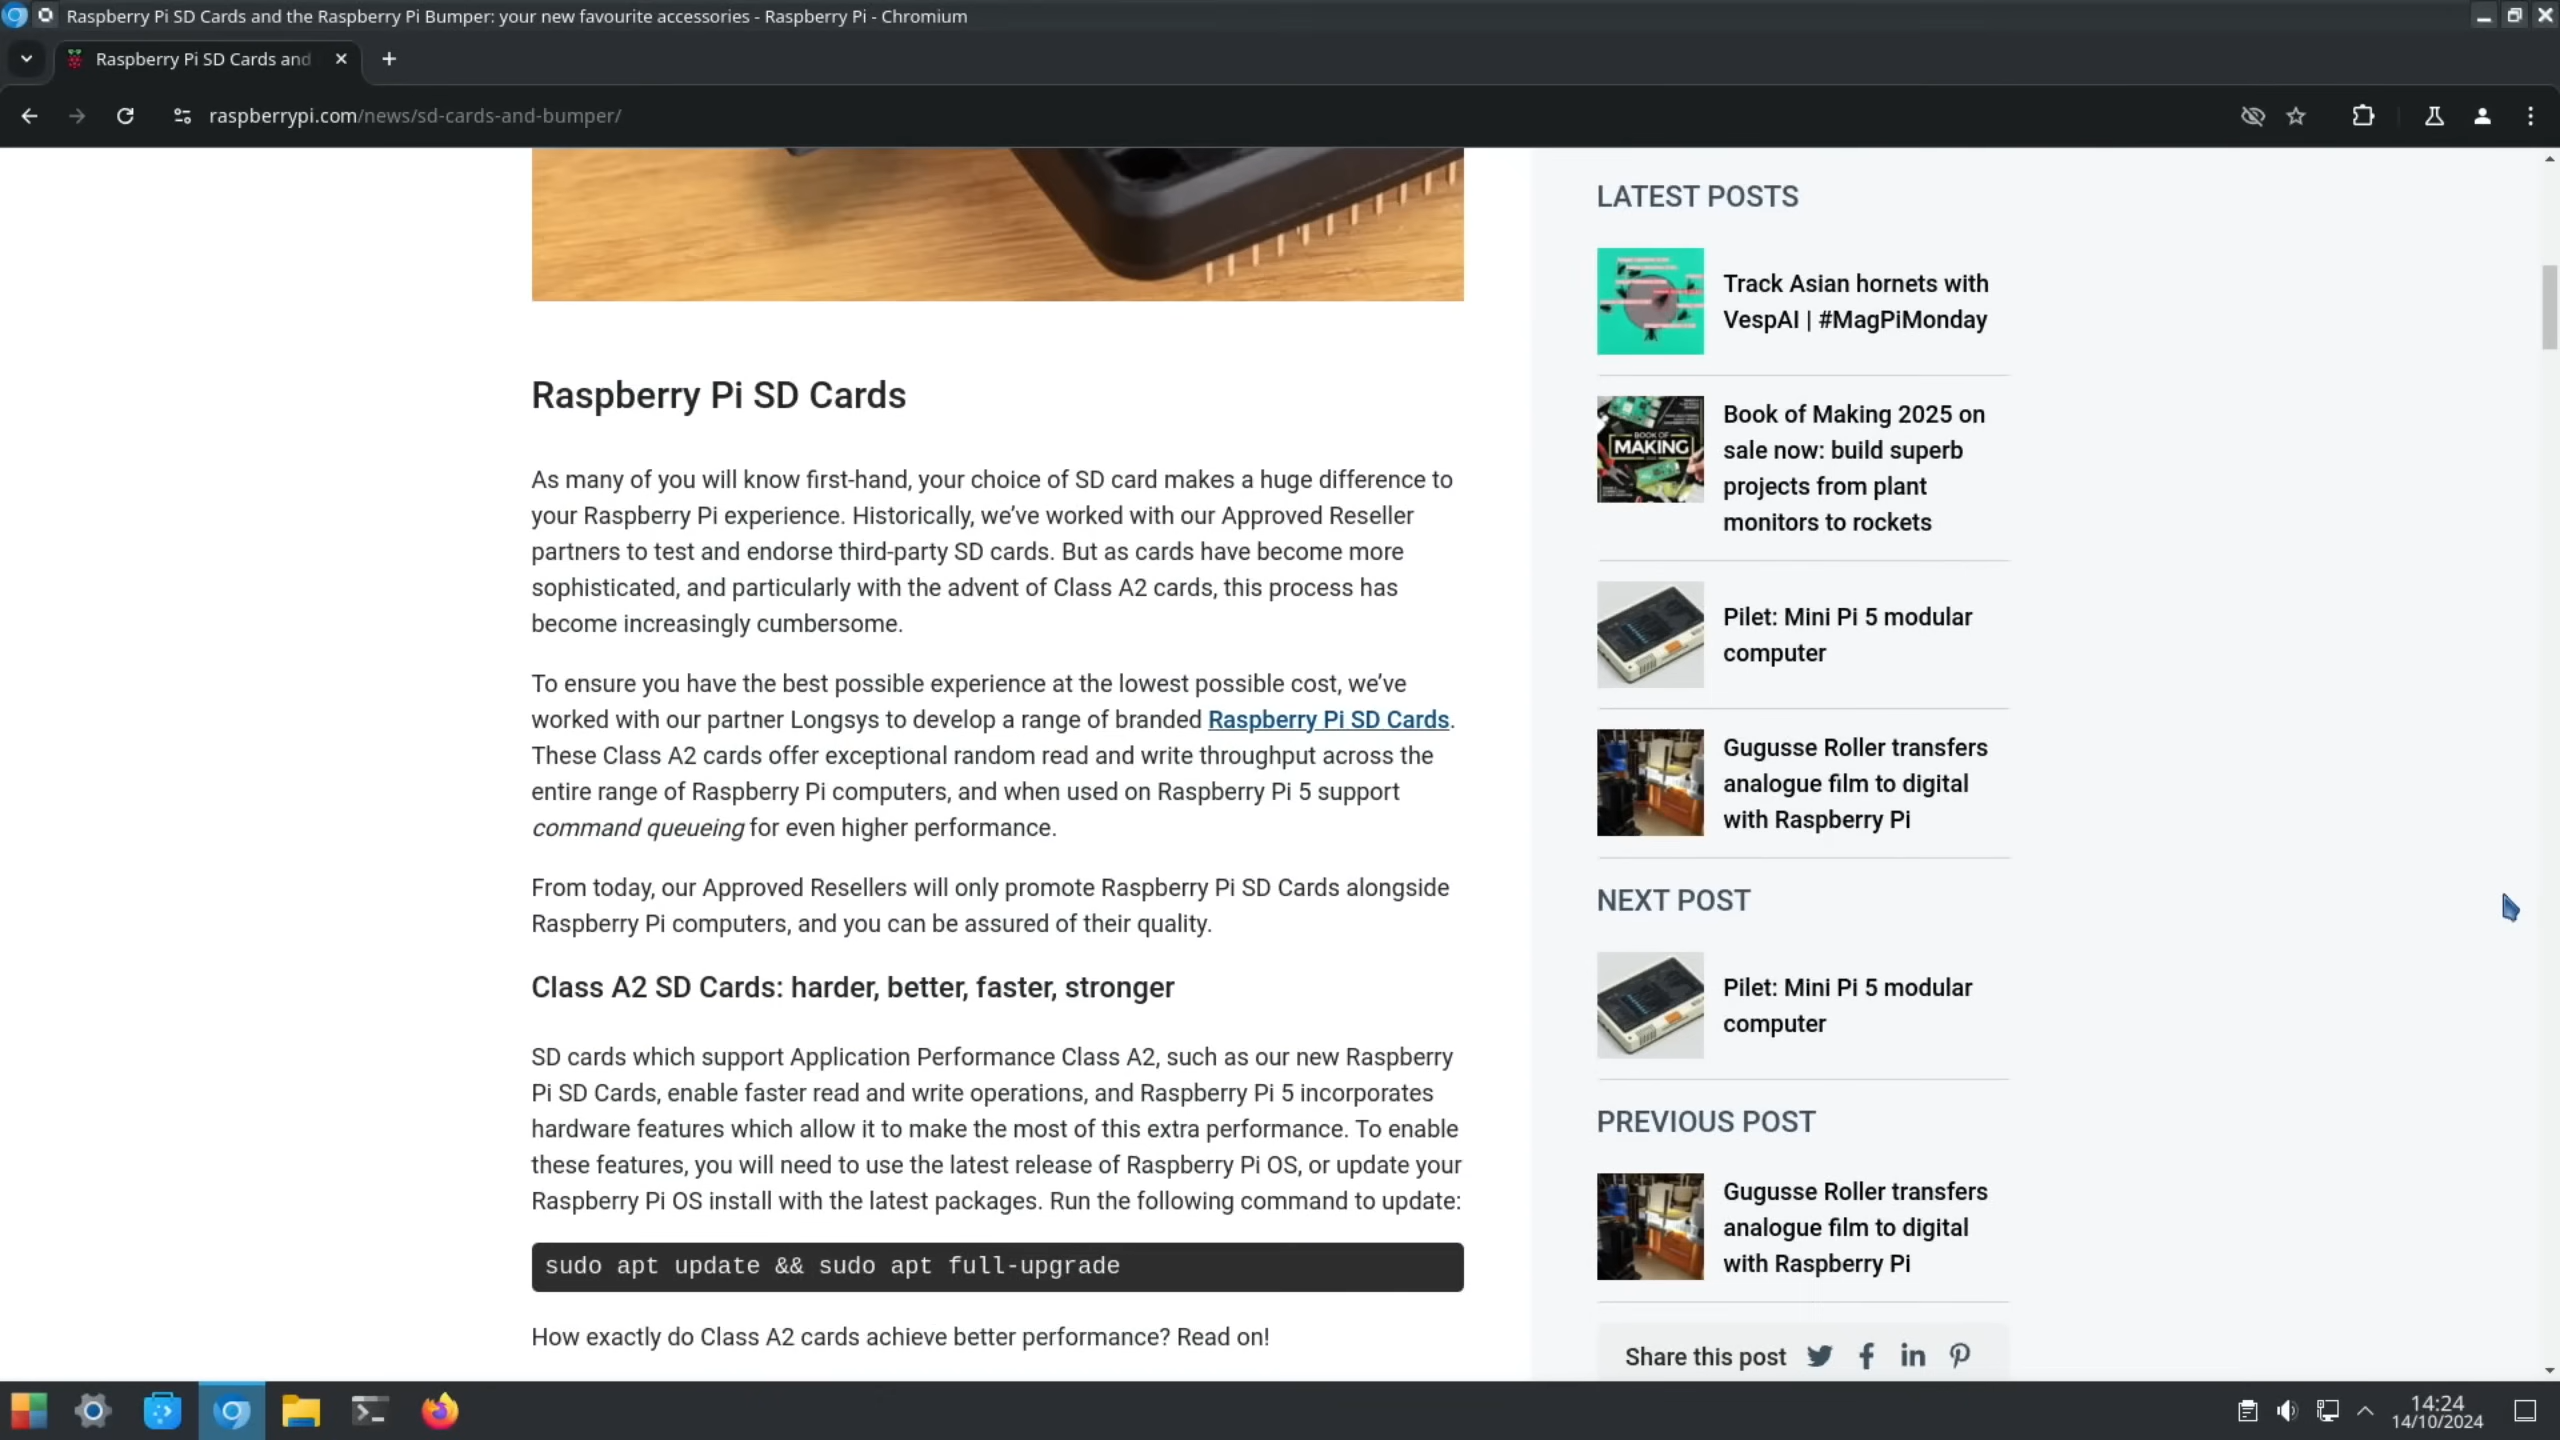 Raspberry Pi SD Cards and the Raspberry Pi Bumper: your new favourite accessories - Raspberry Pi - Chromium
Raspberry Pi SD Cards and
raspberrypi.com/news/sd-cards-and-bumper/
Raspberry Pi SD Cards
As many of you will know first-hand, your choice of SD card makes a huge difference to
your Raspberry Pi experience. Historically, we’ve worked with our Approved Reseller
partners to test and endorse third-party SD cards. But as cards have become more
sophisticated, and particularly with the advent of Class A2 cards, this process has
become increasingly cumbersome.
To ensure you have the best possible experience at the lowest possible cost, we’ve
worked with our partner Longsys to develop a range of branded Raspberry Pi SD Cards.
These Class A2 cards offer exceptional random read and write throughput across the
entire range of Raspberry Pi computers, and when used on Raspberry Pi 5 support
command queueing for even higher performance.
From today, our Approved Resellers will only promote Raspberry Pi SD Cards alongside
Raspberry Pi computers, and you can be assured of their quality.
Class A2 SD Cards: harder, better, faster, stronger
SD cards which support Application Performance Class A2, such as our new Raspberry
Pi SD Cards, enable faster read and write operations, and Raspberry Pi 5 incorporates
hardware features which allow it to make the most of this extra performance. To enable
these features, you will need to use the latest release of Raspberry Pi OS, or update your
Raspberry Pi OS install with the latest packages. Run the following command to update:
sudo apt update && sudo apt full-upgrade
How exactly do Class A2 cards achieve better performance? Read on!
LATEST POSTS
Track Asian hornets with
VespAI | #MagPiMonday
BOOK OF
MAKING
Book of Making 2025 on
sale now: build superb
projects from plant
monitors to rockets
Pilet: Mini Pi 5 modular
computer
Gugusse Roller transfers
analogue film to digital
with Raspberry Pi
NEXT POST
Pilet: Mini Pi 5 modular
computer
PREVIOUS POST
Gugusse Roller transfers
analogue film to digital
with Raspberry Pi
Share this post
14:24
14/10/2024